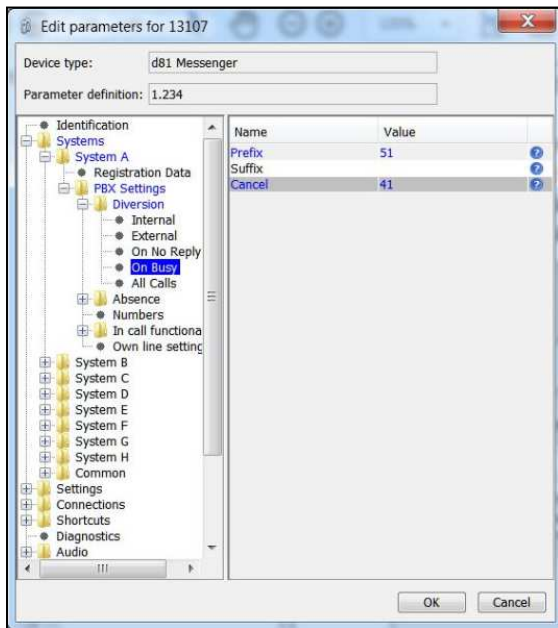 Edit parameters for 13107
Device type: d81 Messenger
Parameter definition: 1.234
Identification
Systems
System A
Registration Data
PBX Settings
Diversion
Internal
External
On No Reply
On Busy
All Calls
Absence
Numbers
In call functiona
Own line setting
System B
System C
System D
System E
System F
System G
System H
Common
Settings
Connections
Shortcuts
Diagnostics
Audio
Name Value
Prefix 51
Suffix
Cancel 41
OK Cancel